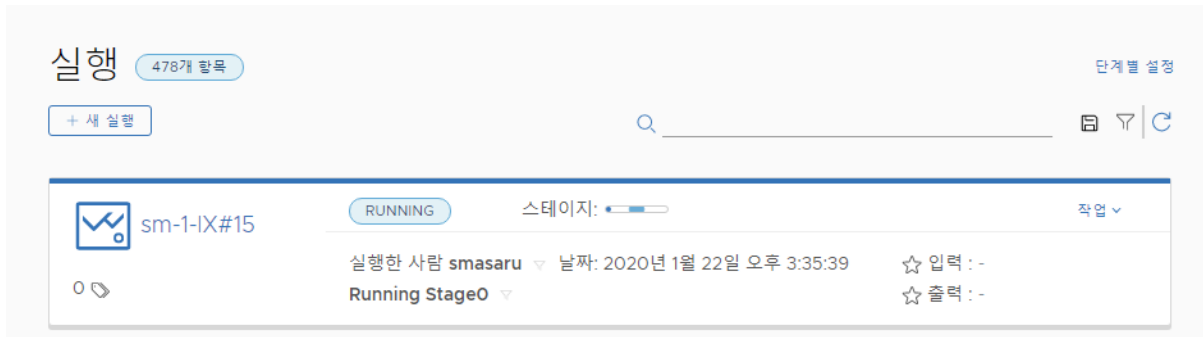 실행 478개 항목
단계별 설정
+ 새 실행
sm-1-IX#15
RUNNING 스테이지:
작업
실행한 사람 smasaru 날짜: 2020년 1월 22일 오후 3:35:39
입력 : -
0
Running Stage0
출력 : -